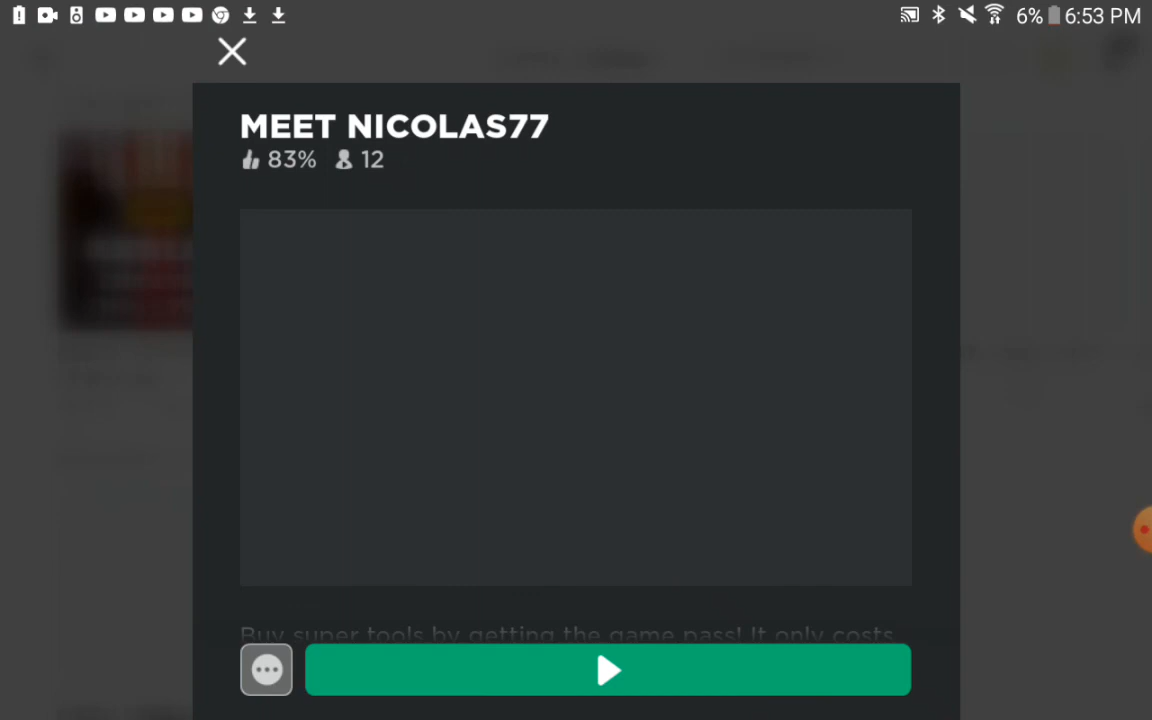 6% 6:53 PM
MEET NICOLAS77
83% 12
Buy super tools by getting the game pass! It only costs